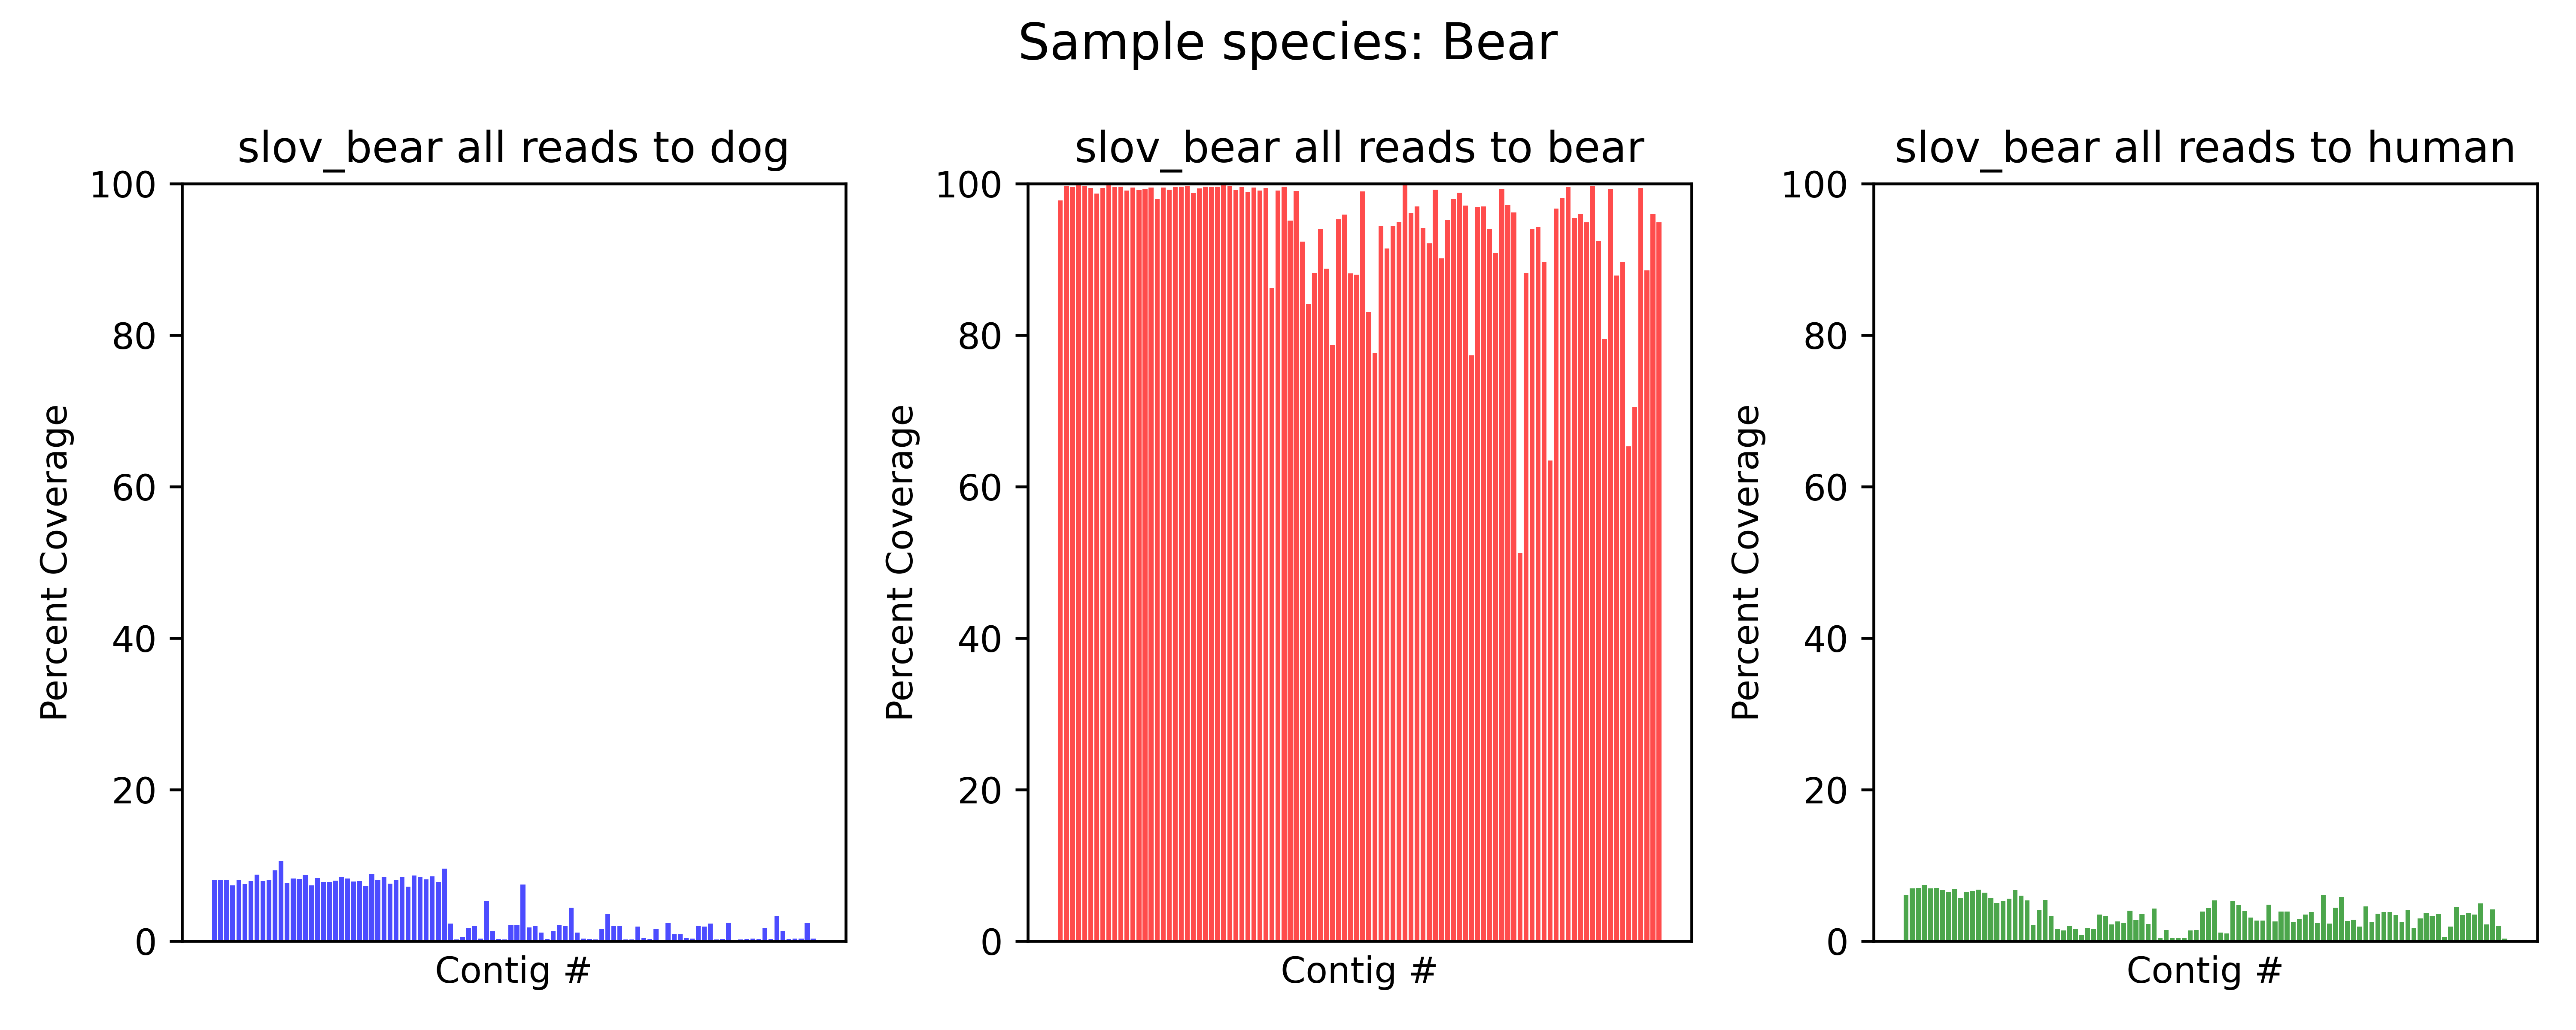 Sample species: Bear
slov_bear all reads to dog
100
80
60
40
20
0
Percent Coverage
Contig #
slov_bear all reads to bear
100
80
60
40
20
0
Percent Coverage
Contig #
slov_bear all reads to human
100
80
60
40
20
0
Percent Coverage
Contig #